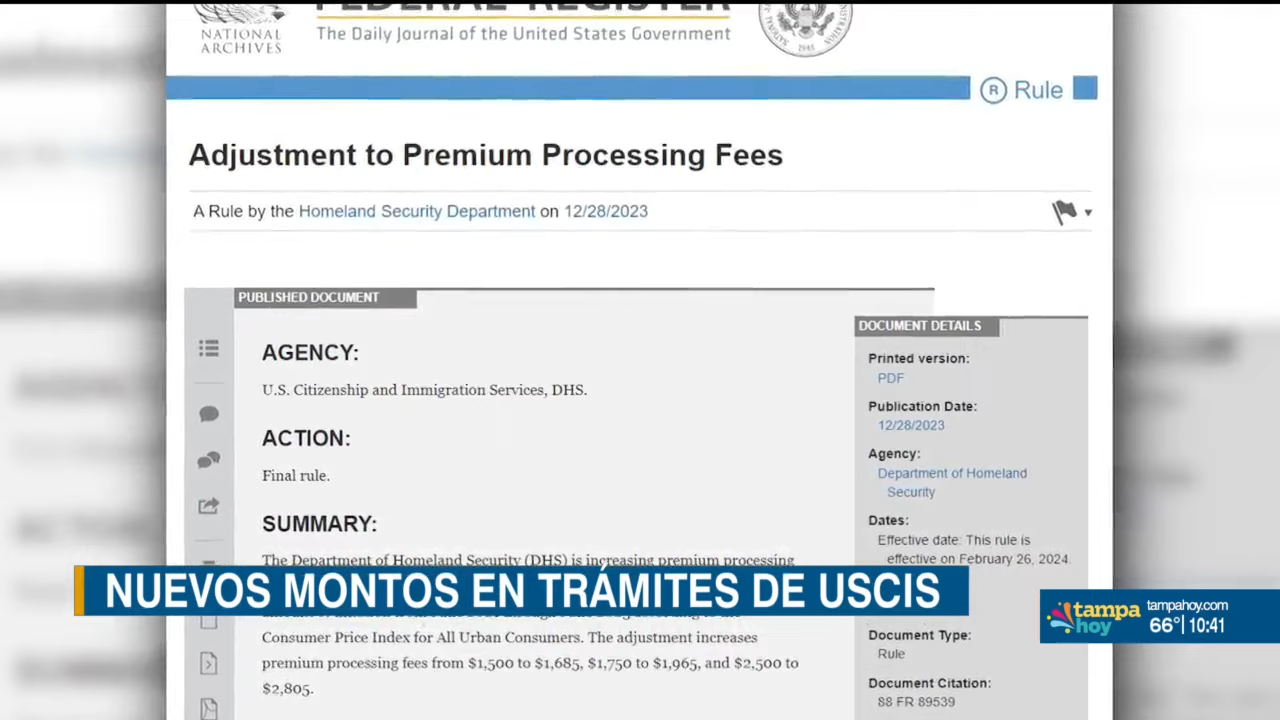 FEDERAL REGISTER
NATIONAL
ARCHIVES
The Daily Journal of the United States Government
1985
R Rule
Adjustment to Premium Processing Fees
A Rule by the Homeland Security Department on 12/28/2023
PUBLISHED DOCUMENT
AGENCY:
U.S. Citizenship and Immigration Services, DHS.
ACTION:
Final rule.
SUMMARY:
The Department of Homeland Security (DHS) is increasing premium processing
Consumer Price Index for All Urban Consumers. The adjustment increases
premium processing fees from $1,500 to $1,685, $1,750 to $1,965, and $2,500 to
$2,805.
DOCUMENT DETAILS
Printed version:
PDF
Publication Date:
12/28/2023
Agency:
Department of Homeland
Security
Dates:
Effective date: This rule is
effective on February 26, 2024.
Document Type:
Rule
Document Citation:
88 FR 89539
NUEVOS MONTOS EN TRÁMITES DE USCIS
tampa
hoy
tampahoy.com
66° | 10:41